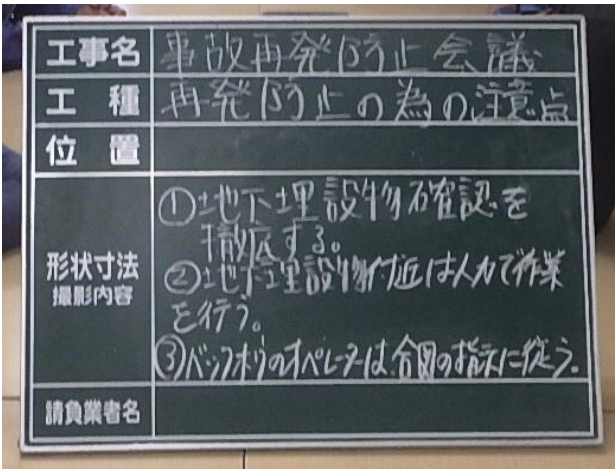 工事名 事故再発防止会議
工種 再発防止の為の注意点
位置
形状寸法
撮影内容
①地下埋設物確認を
徹底する。
②地下埋設物付近は人力で作業
を行う。
③バックホウのオペレーターは、合図の指示に従う。
請負業者名